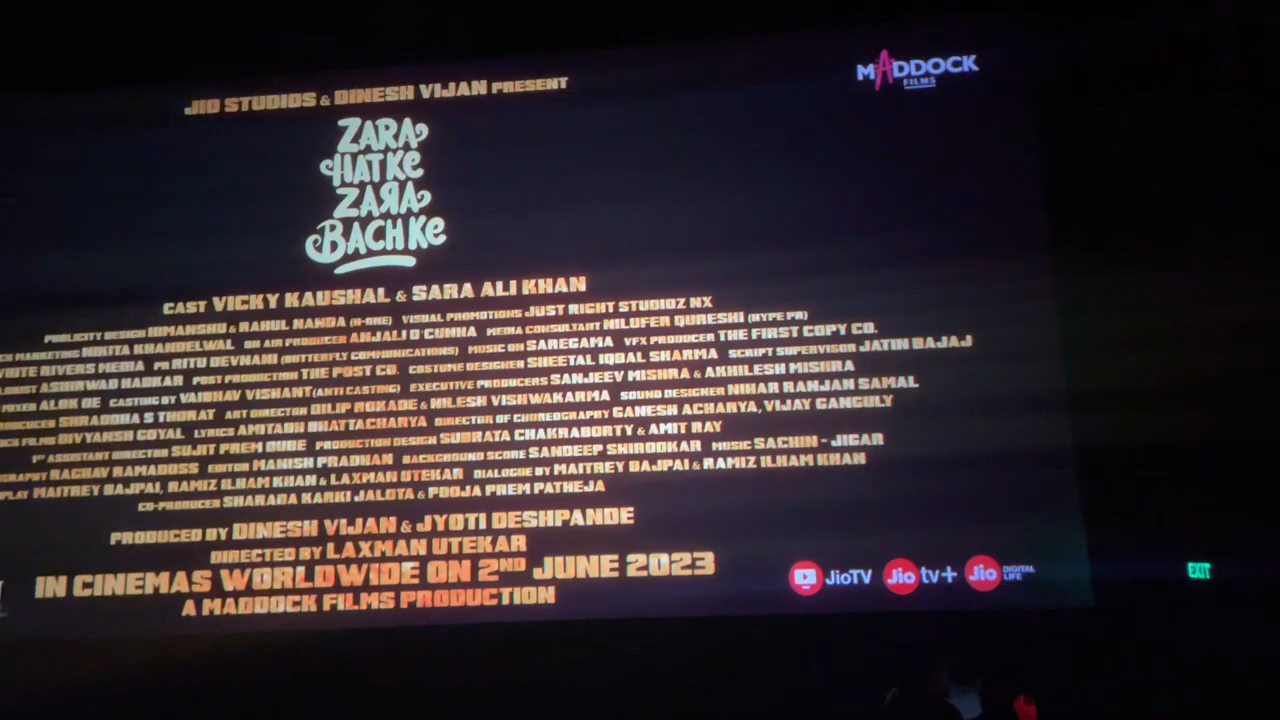 JIO STUDIOS & DINESH VIJAN PRESENT
MADDOCK
FILMS
ZARA
HATKE
ZARA
BACHKE
CAST VICKY KAUSHAL & SARA ALI KHAN
PUBLICITY DESIGN HIMANSHU & RAHUL NANDA (H-ONE) VISUAL PROMOTIONS JUST RIGHT STUDIOZ NX
MARKETING NIKITA KHANDELWAL ON AIR PRODUCER ANJALI D'CUNHA MEDIA CONSULTANT NILUFER QURESHI (HYPE PR)
RIVERS MEDIA PR RITU DEVNANI (BUTTERFLY COMMUNICATIONS) MUSIC ON SAREGAMA VFX PRODUCER THE FIRST COPY CO.
ASHIRWAD HADKAR POST PRODUCTION THE POST CO. COSTUME DESIGNER SHEETAL IQBAL SHARMA SCRIPT SUPERVISOR JATIN BAJAJ
ALOK DE CASTING BY VAIBHAV VISHANT (ANTI CASTING) EXECUTIVE PRODUCERS SANJEEV MISHRA & AKHILESH MISHRA
SHRADDHA S THORAT ART DIRECTOR DILIP ROKADE & NILESH VISHWAKARMA SOUND DESIGNER NIHAR RANJAN SAMAL
FILMS DIVYANSH GOYAL LYRICS AMITABH BHATTACHARYA DIRECTOR OF CHOREOGRAPHY GANESH ACHARYA, VIJAY GANGULY
1ST ASSISTANT DIRECTOR SUJIT PREM DUBE PRODUCTION DESIGN SUBRATA CHAKRABORTY & AMIT RAY
RAGHAV RAMADOSS EDITOR MANISH PRADHAN BACKGROUND SCORE SANDEEP SHIRODKAR MUSIC SACHIN - JIGAR
MAITREY BAJPAI, RAMIZ ILHAM KHAN & LAXMAN UTEKAR DIALOGUE BY MAITREY BAJPAI & RAMIZ ILHAM KHAN
CO-PRODUCER SHARADA KARKI JALOTA & POOJA PREM PATHEJA
PRODUCED BY DINESH VIJAN & JYOTI DESHPANDE
DIRECTED BY LAXMAN UTEKAR
IN CINEMAS WORLDWIDE ON 2ND JUNE 2023
A MADDOCK FILMS PRODUCTION
JioTV Jio tv+ Jio DIGITAL LIFE
EXIT